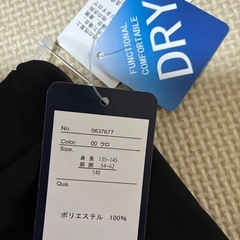 DRY
FUNCTIONAL
COMFORTABLE
No. 0637677
Color. 00 クロ
Size.
身長 135-145
胴囲 54-62
140
Qua.
ポリエステル 100%